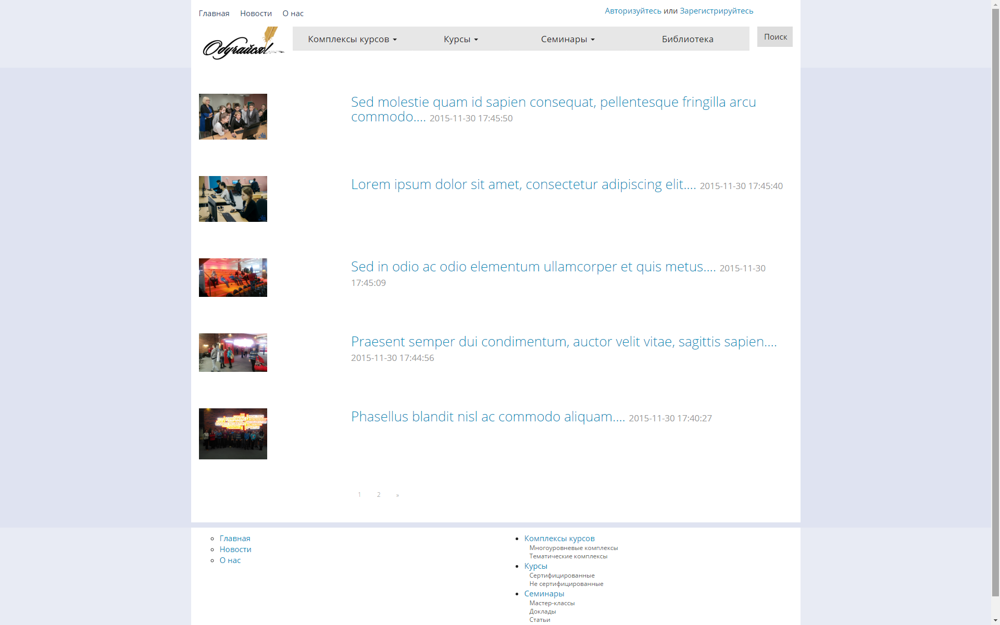 Главная Новости О нас
Авторизуйтесь или Зарегистрируйтесь
Обучайся!
Комплексы курсов Курсы Семинары Библиотека
Поиск
Sed molestie quam id sapien consequat, pellentesque fringilla arcu
commodo.... 2015-11-30 17:45:50
Lorem ipsum dolor sit amet, consectetur adipiscing elit.... 2015-11-30 17:45:40
Sed in odio ac odio elementum ullamcorper et quis metus.... 2015-11-30
17:45:09
Praesent semper dui condimentum, auctor velit vitae, sagittis sapien....
2015-11-30 17:44:56
Phasellus blandit nisl ac commodo aliquam.... 2015-11-30 17:40:27
1 2 »
Главная
Новости
О нас
Комплексы курсов
Многоуровневые комплексы
Тематические комплексы
Курсы
Сертифицированные
Не сертифицированные
Семинары
Мастер-классы
Доклады
Статьи